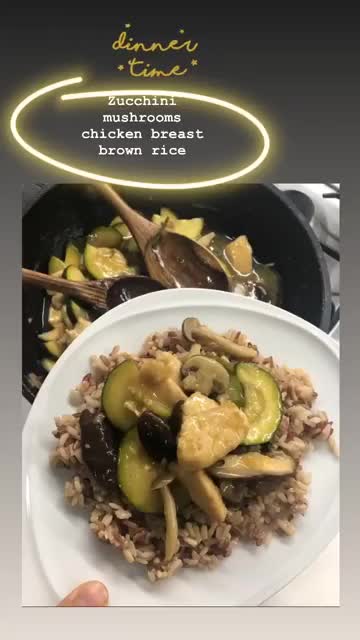 dinner
time
Zucchini
mushrooms
chicken breast
brown rice